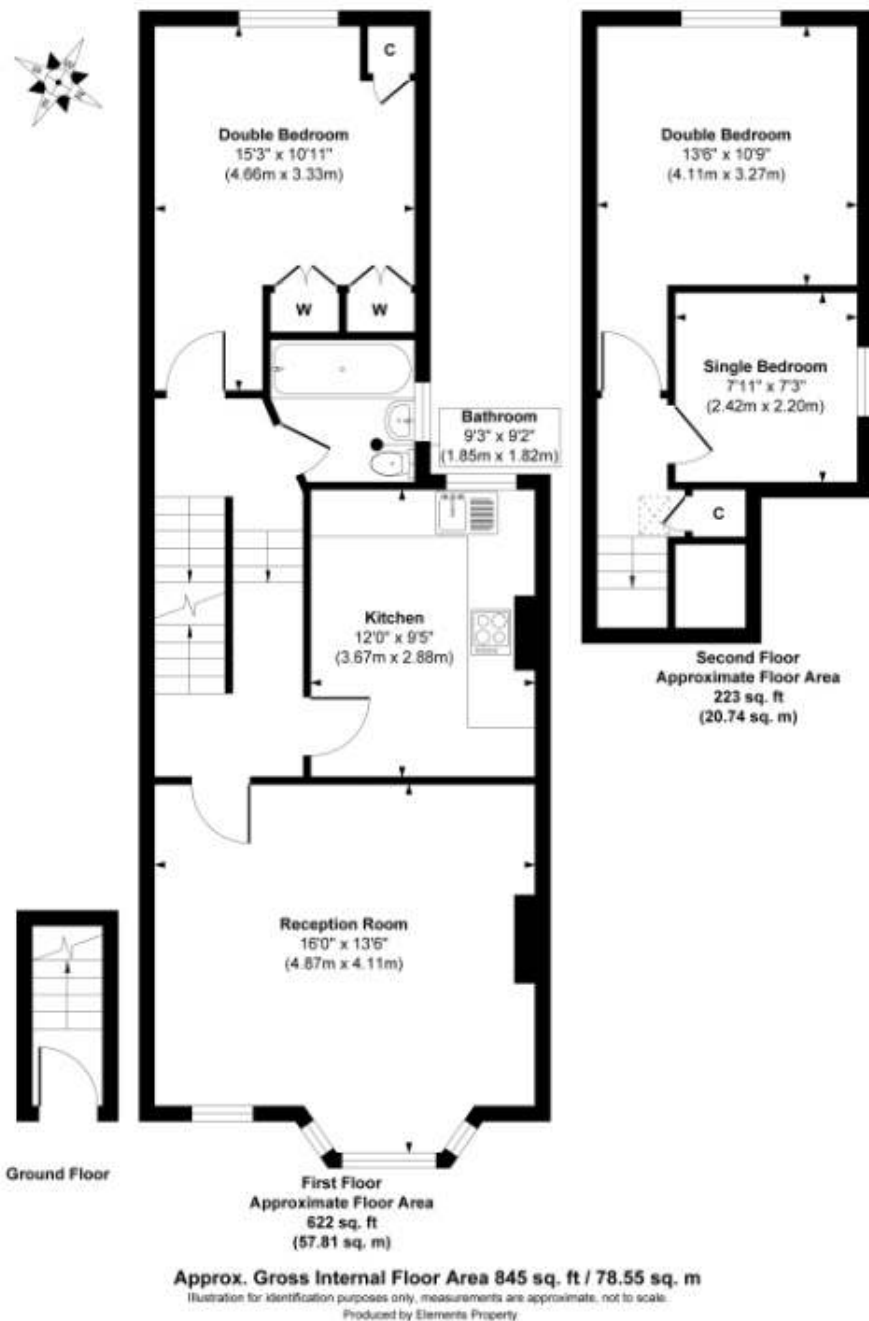 C
Double Bedroom
15'3" x 10'11"
(4.66m x 3.33m)
W
W
Bathroom
9'3" x 9'2"
(1.85m x 1.82m)
Kitchen
12'0" x 9'5"
(3.67m x 2.88m)
Reception Room
16'0" x 13'6"
(4.87m x 4.11m)
Double Bedroom
13'6" x 10'9"
(4.11m x 3.27m)
Single Bedroom
7'11" x 7'3"
(2.42m x 2.20m)
C
Second Floor
Approximate Floor Area
223 sq. ft
(20.74 sq. m)
Ground Floor
First Floor
Approximate Floor Area
622 sq. ft
(57.81 sq. m)
Approx. Gross Internal Floor Area 845 sq. ft / 78.55 sq. m
Illustration for identification purposes only, measurements are approximate, not to scale.
Produced by Elements Property